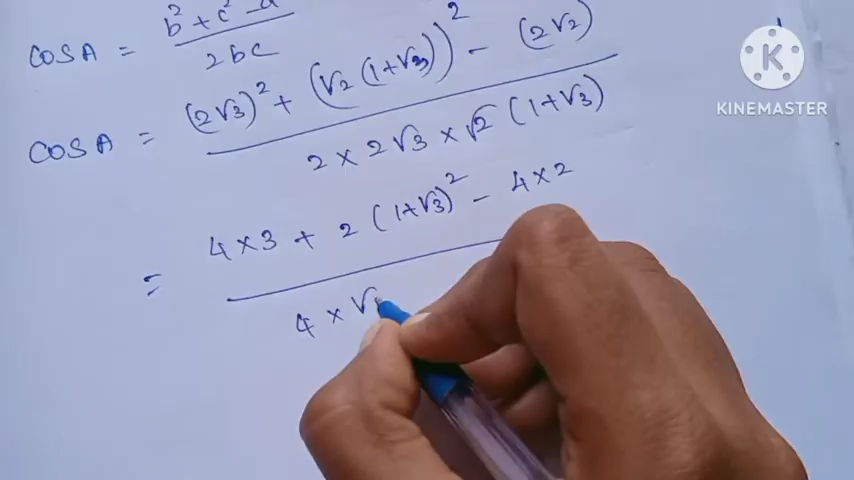 cos A = b² + c² - a² / 2bc
KINEMASTER
cos A = (2√3)² + (√2 (1+√3))² - (2√2) / 2 × 2√3 × √2 (1+√3)
= 4×3 + 2 (1+√3)² - 4×2 / 4 × √